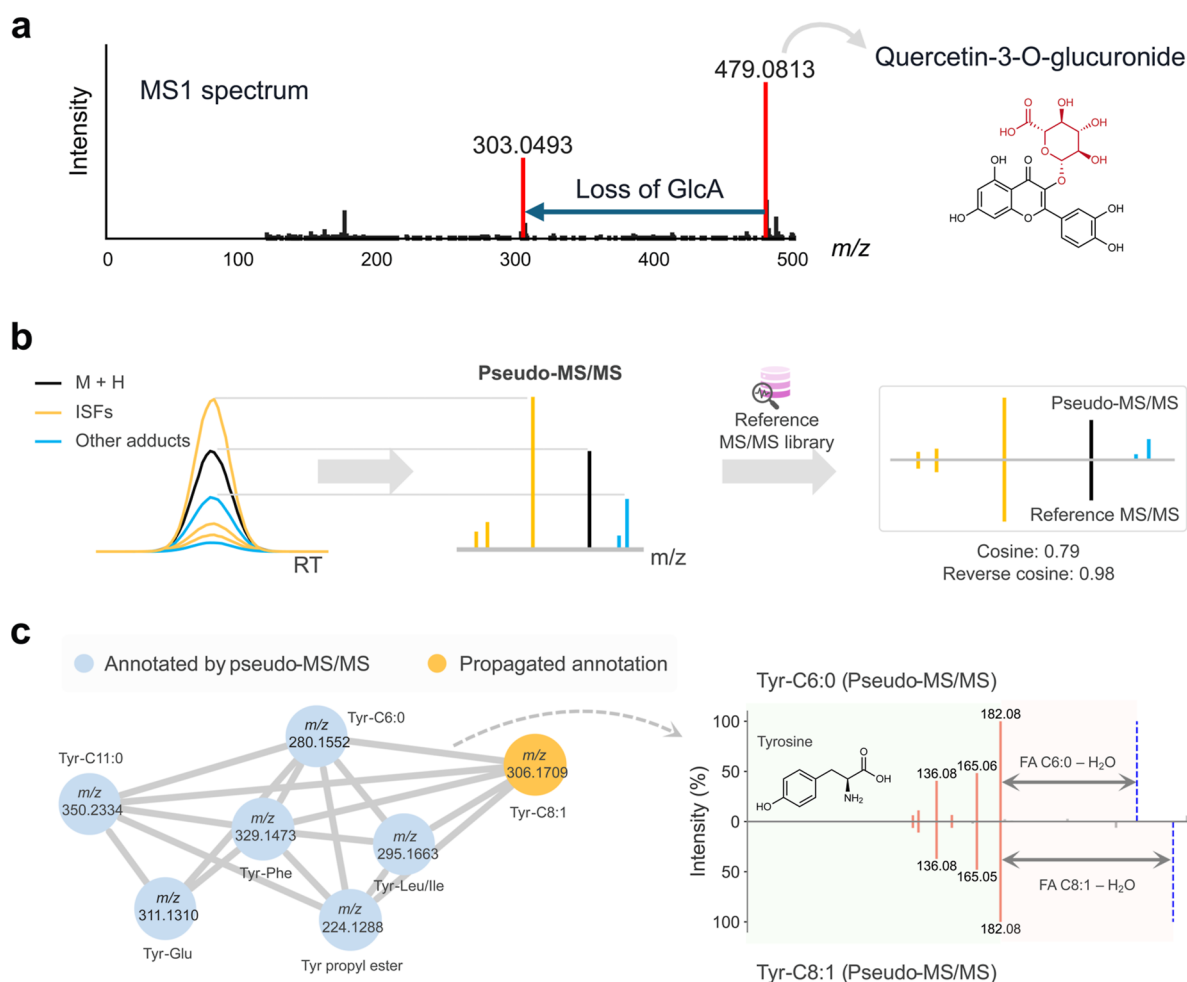 a
MS1 spectrum
Intensity
303.0493
479.0813
Loss of GlcA
0 100 200 300 400 500 m/z
Quercetin-3-O-glucuronide
O
OH
OH
HO
OH
O
OH
O
O
HO
O
OH
OH
b
M + H
ISFs
Other adducts
RT
Pseudo-MS/MS
m/z
Reference
MS/MS library
Pseudo-MS/MS
Reference MS/MS
Cosine: 0.79
Reverse cosine: 0.98
c
Annotated by pseudo-MS/MS
Propagated annotation
Tyr-C6:0
m/z
280.1552
Tyr-C11:0
m/z
350.2334
m/z
306.1709
Tyr-C8:1
m/z
329.1473
Tyr-Phe
m/z
295.1663
Tyr-Leu/Ile
m/z
311.1310
Tyr-Glu
m/z
224.1288
Tyr propyl ester
Tyr-C6:0 (Pseudo-MS/MS)
Intensity (%)
100
50
0
50
100
Tyrosine
O
OH
NH2
HO
136.08
165.06
182.08
FA C6:0 – H2O
136.08
165.05
182.08
FA C8:1 – H2O
Tyr-C8:1 (Pseudo-MS/MS)